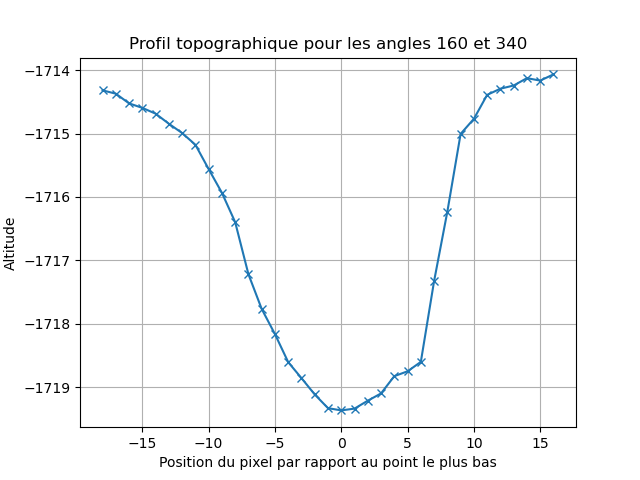 Profil topographique pour les angles 160 et 340
−1714
−1715
−1716
−1717
−1718
−1719
Altitude
−15 −10 −5 0 5 10 15
Position du pixel par rapport au point le plus bas